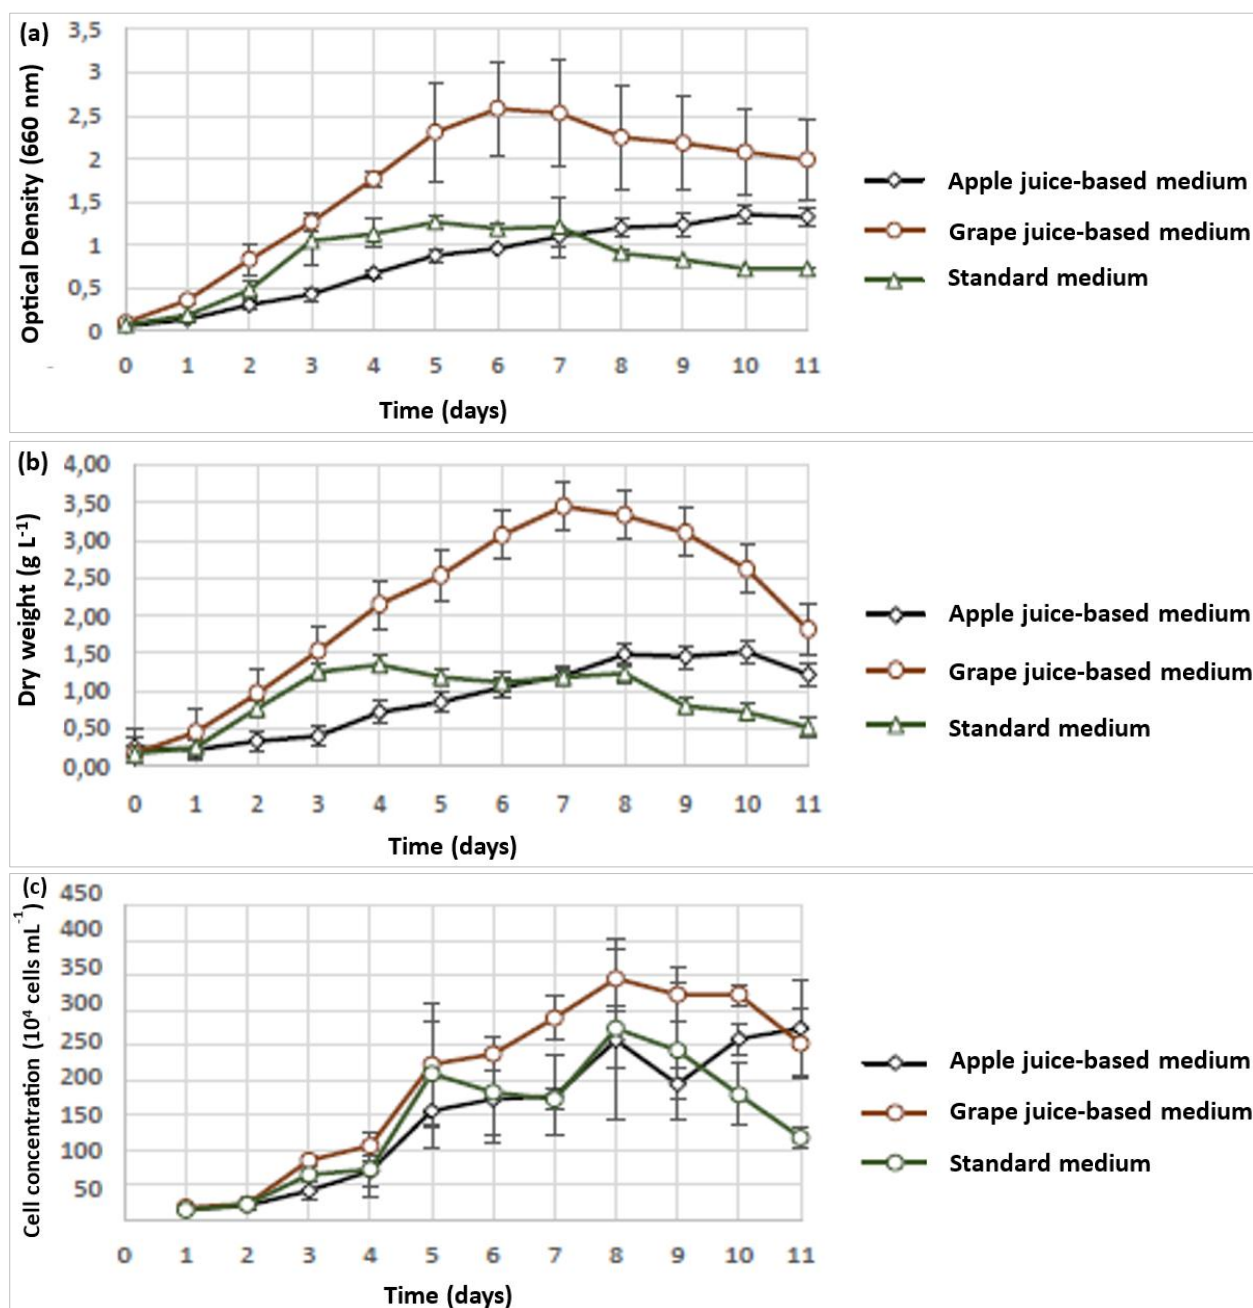 (a)
Optical Density (660 nm)
3,5
3
2,5
2
1,5
1
0,5
0
0 1 2 3 4 5 6 7 8 9 10 11
Time (days)
Apple juice-based medium
Grape juice-based medium
Standard medium
(b)
Dry weight (g L-1)
4,00
3,50
3,00
2,50
2,00
1,50
1,00
0,50
0,00
0 1 2 3 4 5 6 7 8 9 10 11
Time (days)
Apple juice-based medium
Grape juice-based medium
Standard medium
(c)
Cell concentration (10⁴ cells mL⁻¹)
450
400
350
300
250
200
150
100
50
0 1 2 3 4 5 6 7 8 9 10 11
Time (days)
Apple juice-based medium
Grape juice-based medium
Standard medium